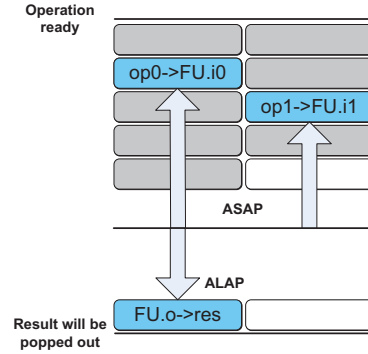 Operation
ready
op0->FU.i0
op1->FU.i1
ASAP
ALAP
FU.o->res
Result will be
popped out